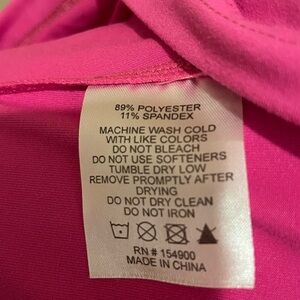 89% POLYESTER
11% SPANDEX
MACHINE WASH COLD
WITH LIKE COLORS
DO NOT BLEACH
DO NOT USE SOFTENERS
TUMBLE DRY LOW
REMOVE PROMPTLY AFTER
DRYING
DO NOT DRY CLEAN
DO NOT IRON
RN # 154900
MADE IN CHINA